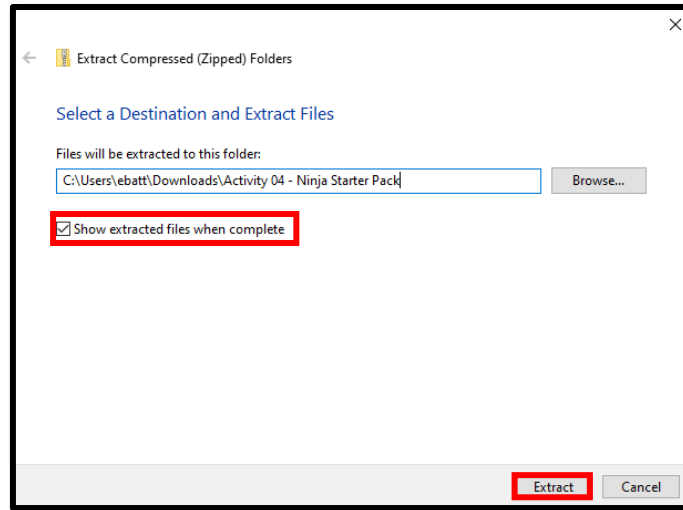 Extract Compressed (Zipped) Folders
Select a Destination and Extract Files
Files will be extracted to this folder:
C:\Users\ebatt\Downloads\Activity 04 - Ninja Starter Pack
Browse...
Show extracted files when complete
Extract
Cancel